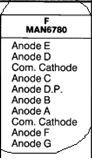 F
MAN6780
Anode E
Anode D
Com. Cathode
Anode C
Anode D.P.
Anode B
Anode A
Com. Cathode
Anode F
Anode G